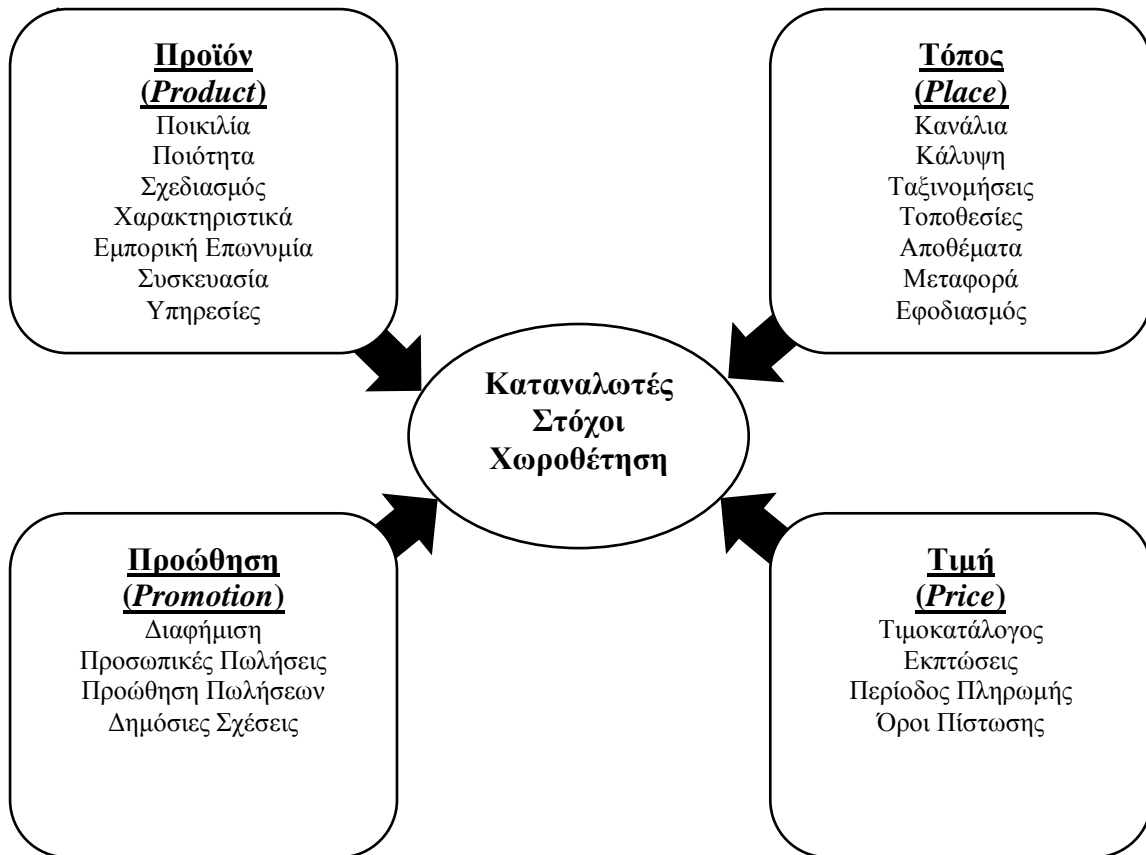 Προϊόν
(Product)
Ποικιλία
Ποιότητα
Σχεδιασμός
Χαρακτηριστικά
Εμπορική Επωνυμία
Συσκευασία
Υπηρεσίες
Τόπος
(Place)
Κανάλια
Κάλυψη
Ταξινομήσεις
Τοποθεσίες
Αποθέματα
Μεταφορά
Εφοδιασμός
Καταναλωτές
Στόχοι
Χωροθέτηση
Προώθηση
(Promotion)
Διαφήμιση
Προσωπικές Πωλήσεις
Προώθηση Πωλήσεων
Δημόσιες Σχέσεις
Τιμή
(Price)
Τιμοκατάλογος
Εκπτώσεις
Περίοδος Πληρωμής
Όροι Πίστωσης